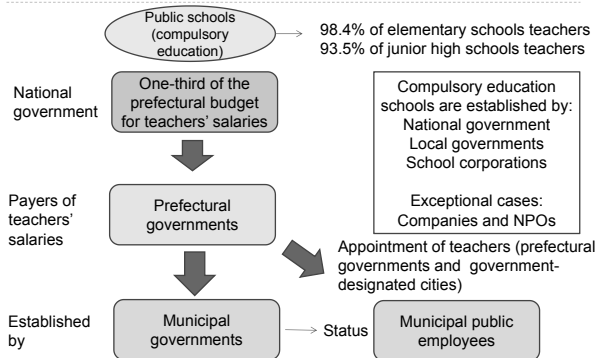 Public schools
(compulsory
education)
98.4% of elementary schools teachers
93.5% of junior high schools teachers
National
government
One-third of the
prefectural budget
for teachers' salaries
Compulsory education
schools are established by:
National government
Local governments
School corporations
Exceptional cases:
Companies and NPOs
Payers of
teachers'
salaries
Prefectural
governments
Appointment of teachers (prefectural
governments and government-
designated cities)
Established
by
Municipal
governments
Status
Municipal public
employees